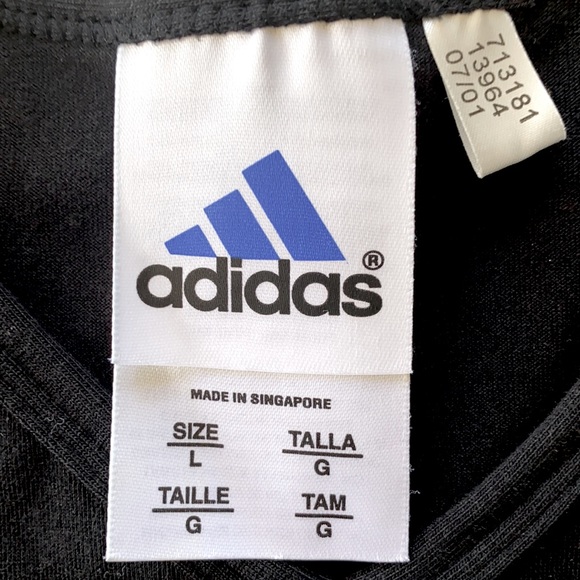 713181
13964
07/01
adidas®
MADE IN SINGAPORE
SIZE
L
TALLA
G
TAILLE
G
TAM
G